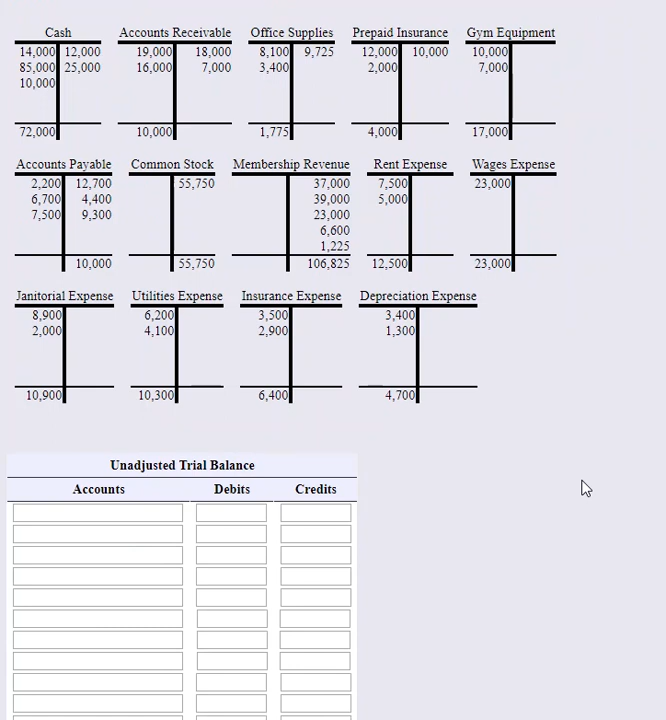 Cash Accounts Receivable Office Supplies Prepaid Insurance Gym Equipment
14,000 12,000 19,000 18,000 8,100 9,725 12,000 10,000 10,000
85,000 25,000 16,000 7,000 3,400 2,000 7,000
10,000
72,000 10,000 1,775 4,000 17,000
Accounts Payable Common Stock Membership Revenue Rent Expense Wages Expense
2,200 12,700 55,750 37,000 7,500 23,000
6,700 4,400 39,000 5,000
7,500 9,300 23,000
6,600
1,225
10,000 55,750 106,825 12,500 23,000
Janitorial Expense Utilities Expense Insurance Expense Depreciation Expense
8,900 6,200 3,500 3,400
2,000 4,100 2,900 1,300
10,900 10,300 6,400 4,700
Unadjusted Trial Balance
Accounts Debits Credits